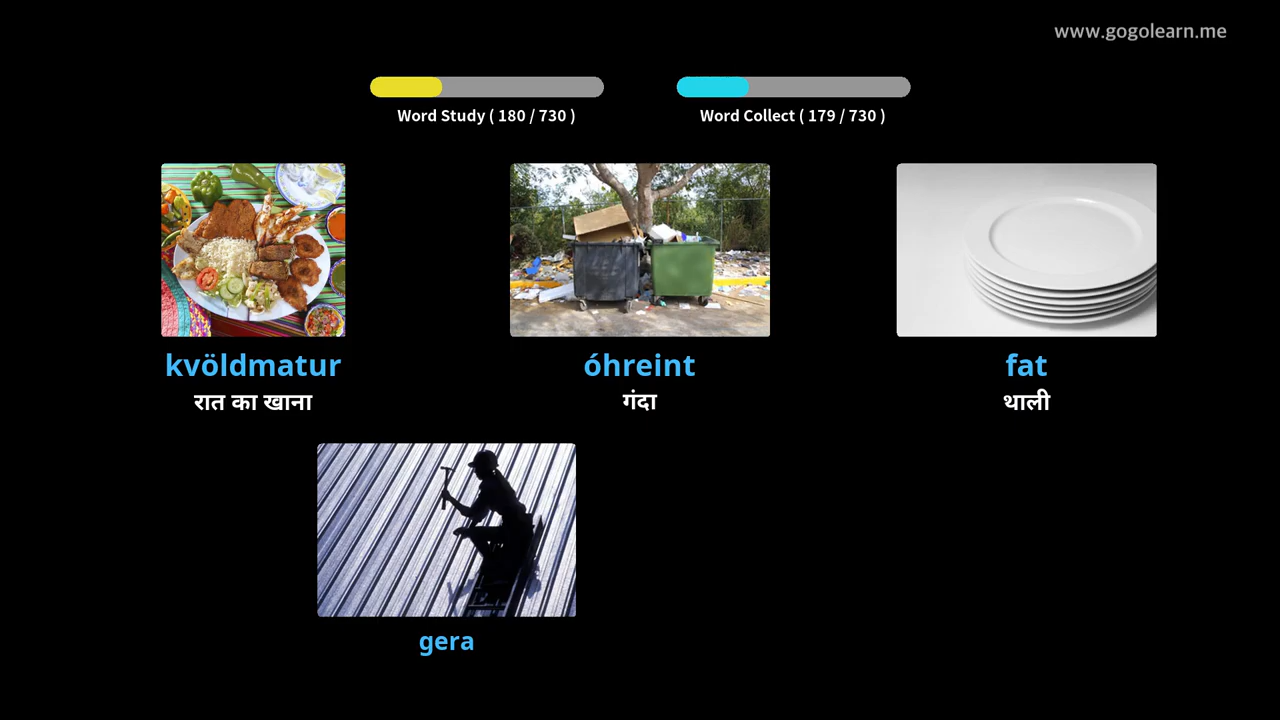 www.gogolearn.me
Word Study ( 180 / 730 )
Word Collect ( 179 / 730 )
kvöldmatur
रात का खाना
óhreint
गंदा
fat
थाली
gera